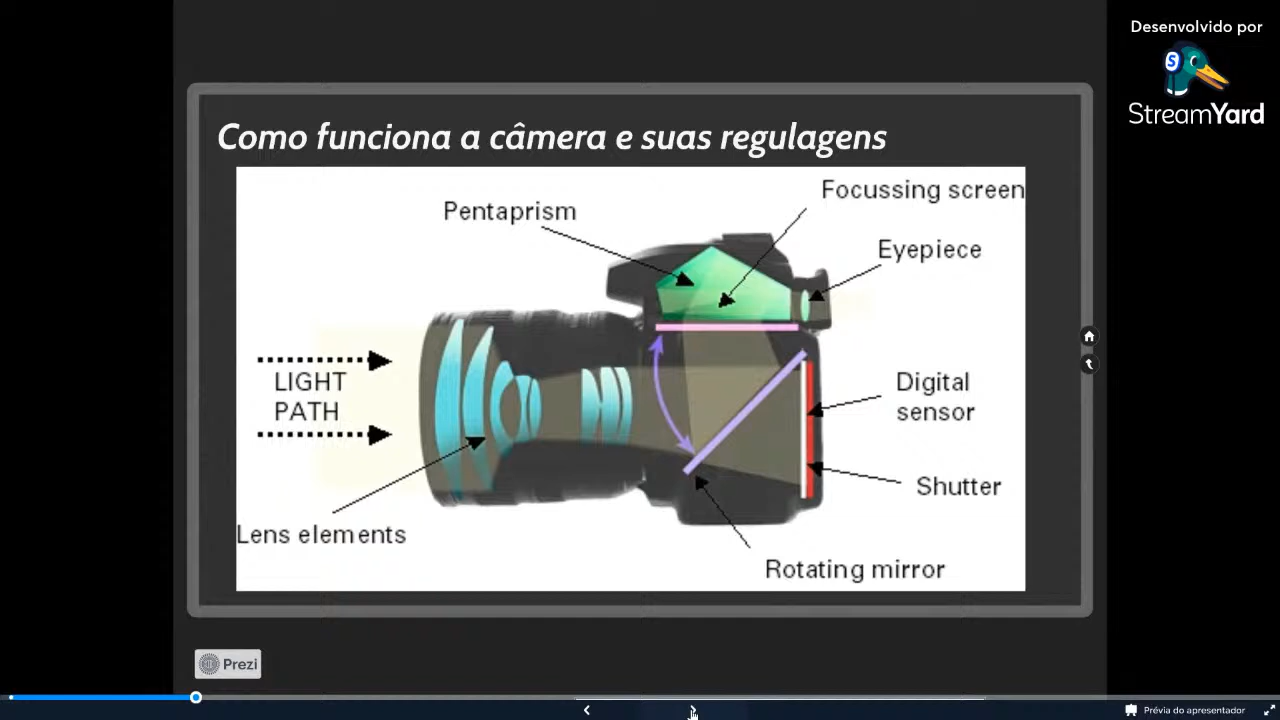 Desenvolvido por
S
StreamYard
Como funciona a câmera e suas regulagens
Focussing screen
Pentaprism
Eyepiece
LIGHT
PATH
Digital
sensor
Shutter
Lens elements
Rotating mirror
Prezi
Prévia do apresentador